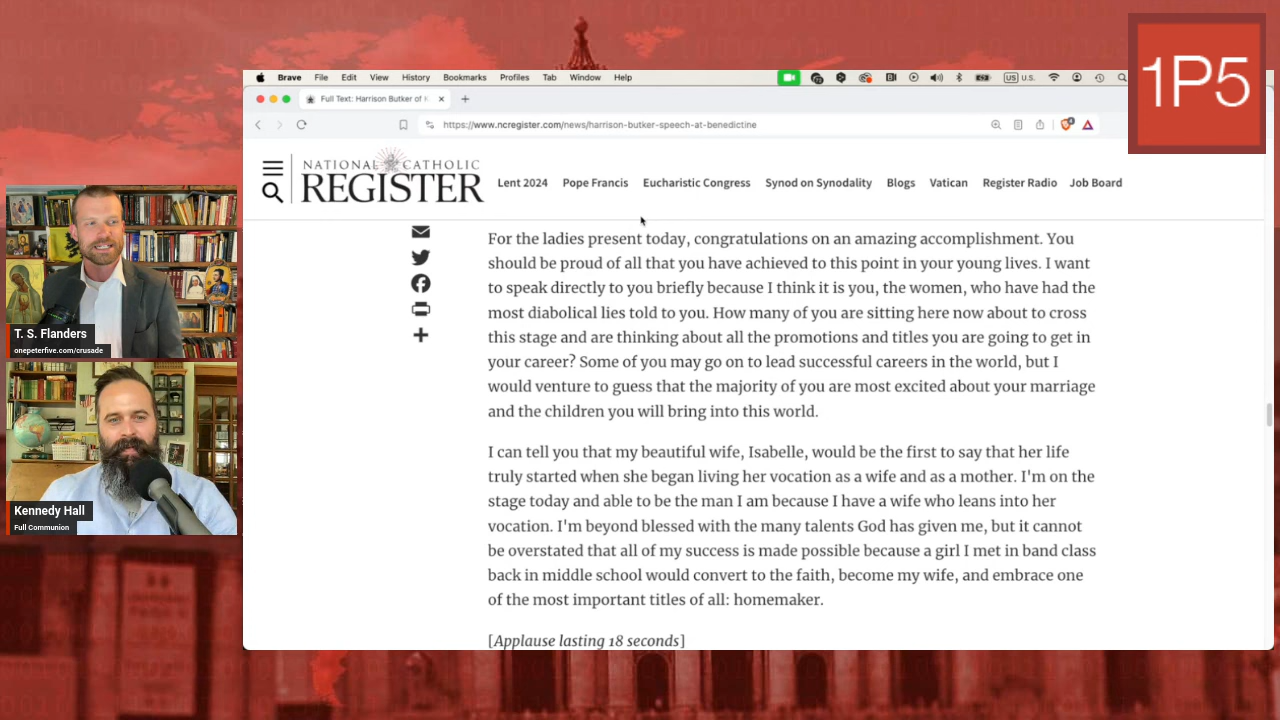 1P5
Brave File Edit View History Bookmarks Profiles Tab Window Help
US U.S.
Full Text: Harrison Butker of
https://www.ncregister.com/news/harrison-butker-speech-at-benedictine
NATIONAL CATHOLIC
REGISTER
Lent 2024 Pope Francis Eucharistic Congress Synod on Synodality Blogs Vatican Register Radio Job Board
For the ladies present today, congratulations on an amazing accomplishment. You
should be proud of all that you have achieved to this point in your young lives. I want
to speak directly to you briefly because I think it is you, the women, who have had the
most diabolical lies told to you. How many of you are sitting here now about to cross
this stage and are thinking about all the promotions and titles you are going to get in
your career? Some of you may go on to lead successful careers in the world, but I
would venture to guess that the majority of you are most excited about your marriage
and the children you will bring into this world.
I can tell you that my beautiful wife, Isabelle, would be the first to say that her life
truly started when she began living her vocation as a wife and as a mother. I'm on the
stage today and able to be the man I am because I have a wife who leans into her
vocation. I'm beyond blessed with the many talents God has given me, but it cannot
be overstated that all of my success is made possible because a girl I met in band class
back in middle school would convert to the faith, become my wife, and embrace one
of the most important titles of all: homemaker.
[Applause lasting 18 seconds]
T. S. Flanders
onepeterfive.com/crusade
Kennedy Hall
Full Communion